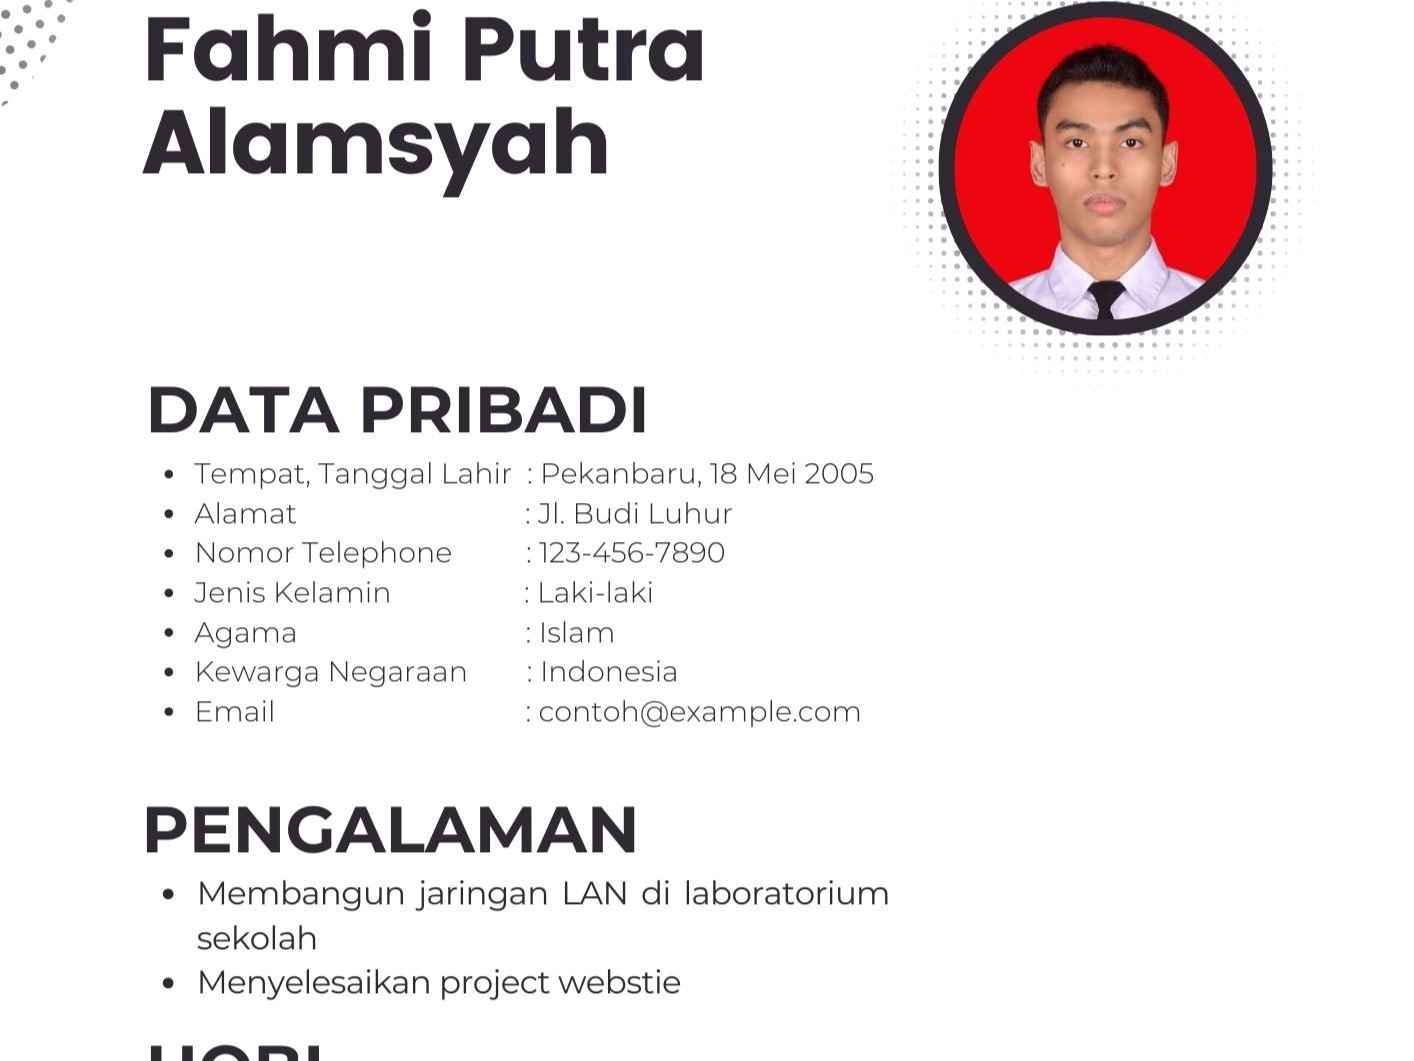 Fahmi Putra
Alamsyah
DATA PRIBADI
Tempat, Tanggal Lahir : Pekanbaru, 18 Mei 2005
Alamat : Jl. Budi Luhur
Nomor Telephone : 123-456-7890
Jenis Kelamin : Laki-laki
Agama : Islam
Kewarga Negaraan : Indonesia
Email : contoh@example.com
PENGALAMAN
Membangun jaringan LAN di laboratorium
sekolah
Menyelesaikan project webstie
HOBI